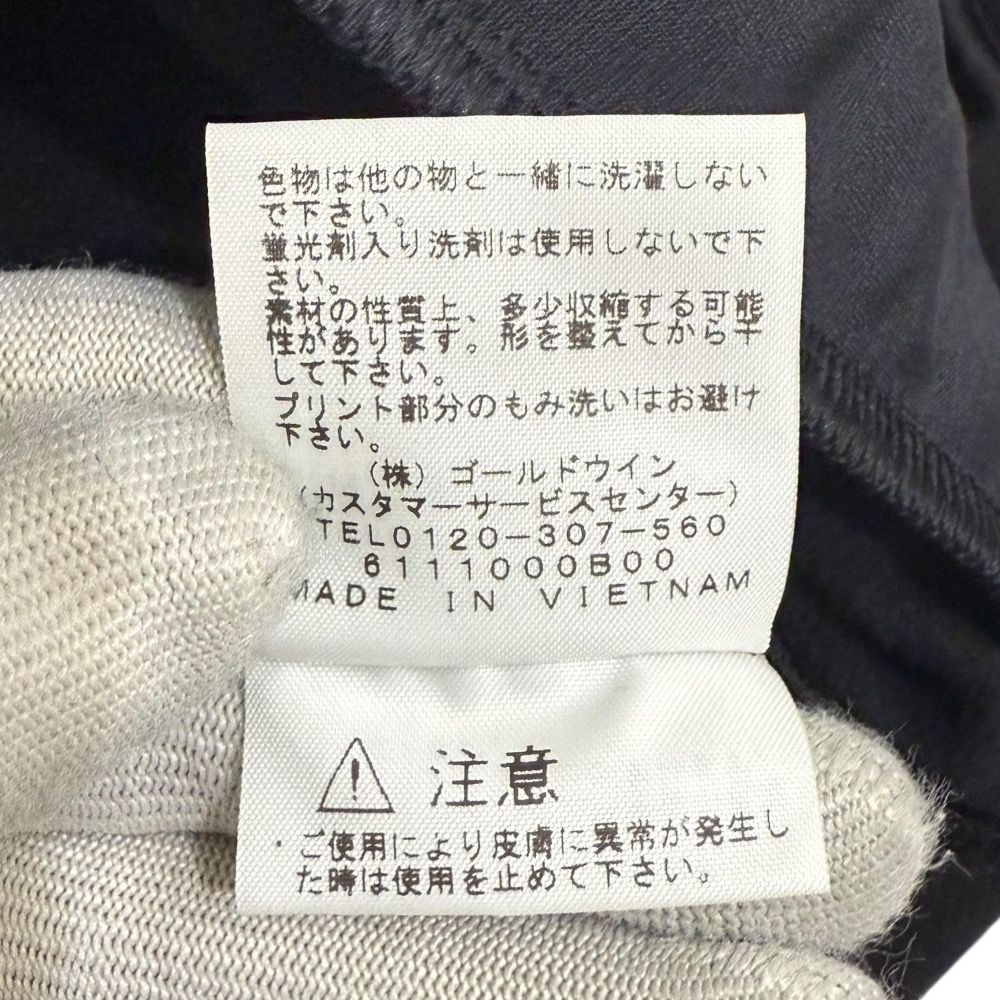 色物は他の物と一緒に洗濯しない
で下さい。
蛍光剤入り洗剤は使用しないで下
さい。
素材の性質上、多少収縮する可能
性があります。形を整えてから干
して下さい。
プリント部分のもみ洗いはお避け
下さい。
(株)ゴールドウイン
(カスタマーサービスセンター)
TEL0120-307-560
6111000B00
MADE IN VIETNAM
注意
・ご使用により皮膚に異常が発生し
た時は使用を止めて下さい。